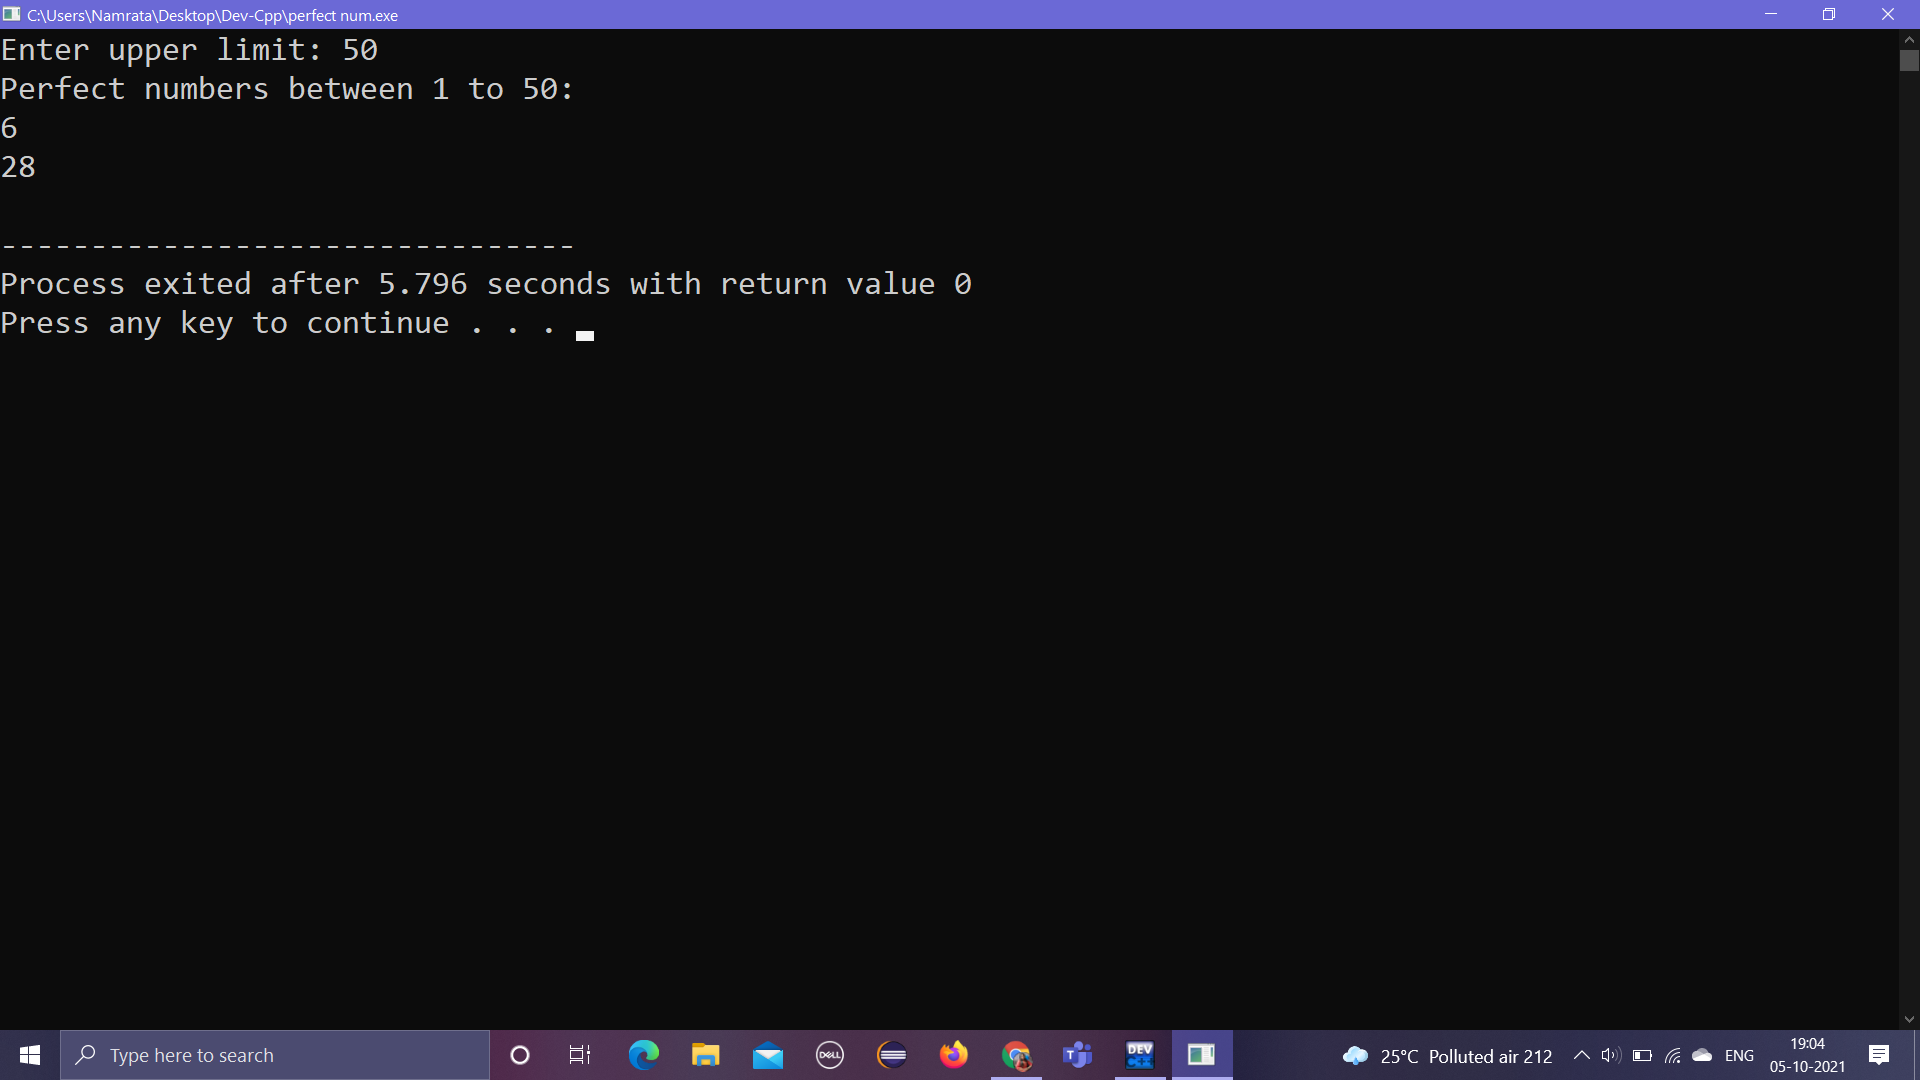 C:\Users\Namrata\Desktop\Dev-Cpp\perfect num.exe
Enter upper limit: 50
Perfect numbers between 1 to 50:
6
28
--------------------------------
Process exited after 5.796 seconds with return value 0
Press any key to continue . . .
Type here to search
DELL
T
DEV
C++
25°C Polluted air 212
ENG
19:04
05-10-2021